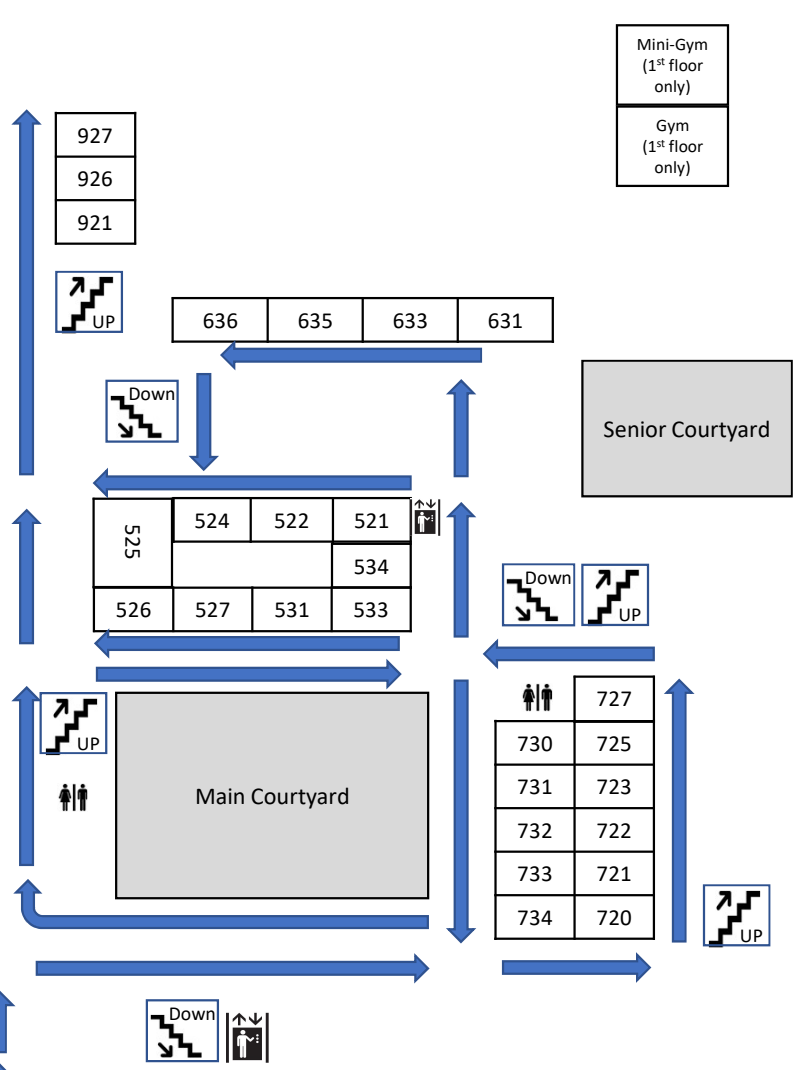 Mini-Gym
(1st floor
only)
Gym
(1st floor
only)
927
926
921
UP
636 635 633 631
Down
Senior Courtyard
525
524 522 521
534
526 527 531 533
Down
UP
727
730 725
731 723
732 722
733 721
734 720
UP
Main Courtyard
UP
Down